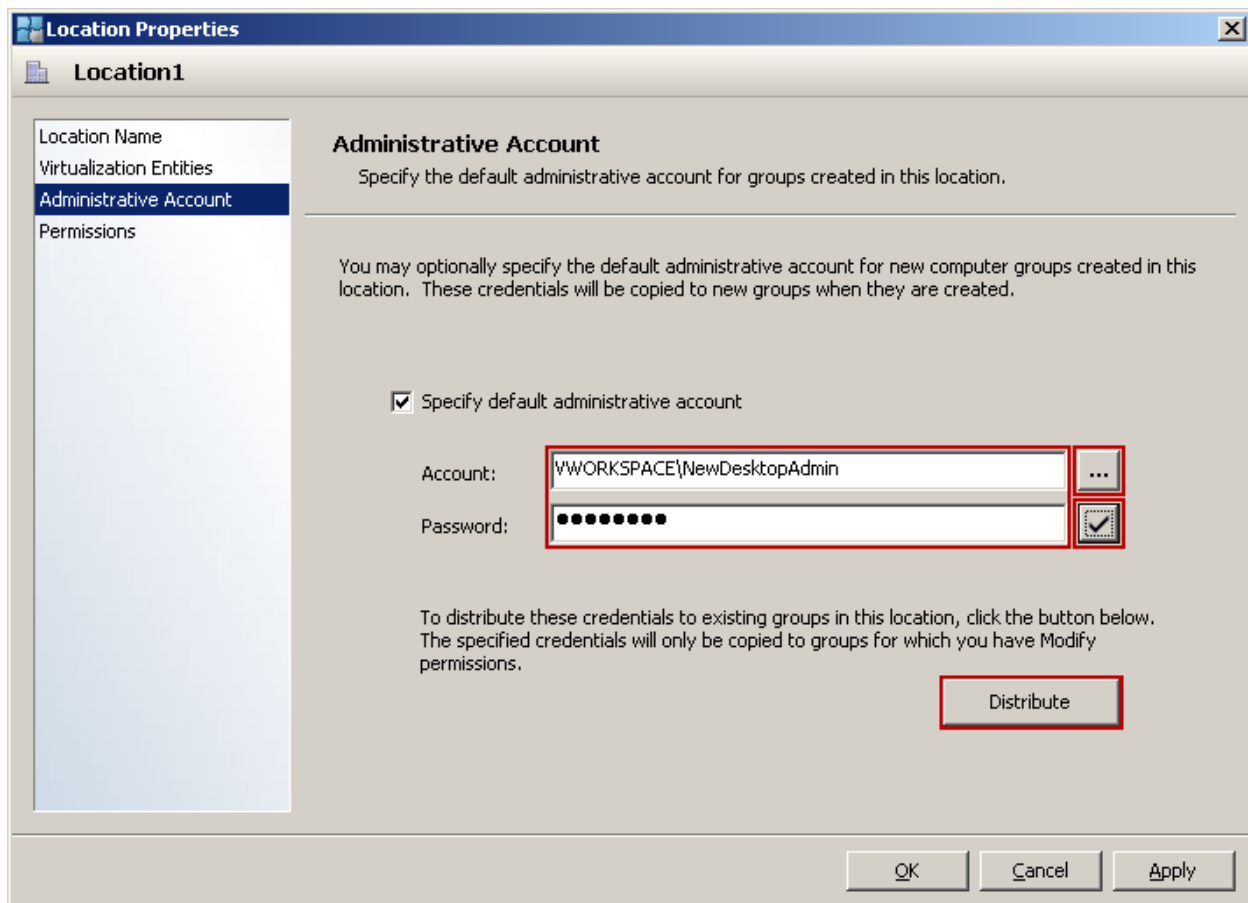 Location Properties
Location1
Location Name
Virtualization Entities
Administrative Account
Permissions
Administrative Account
Specify the default administrative account for groups created in this location.
You may optionally specify the default administrative account for new computer groups created in this
location. These credentials will be copied to new groups when they are created.
Specify default administrative account
Account:
VWORKSPACE\NewDesktopAdmin
...
Password:
●●●●●●●●
To distribute these credentials to existing groups in this location, click the button below.
The specified credentials will only be copied to groups for which you have Modify
permissions.
Distribute
OK
Cancel
Apply